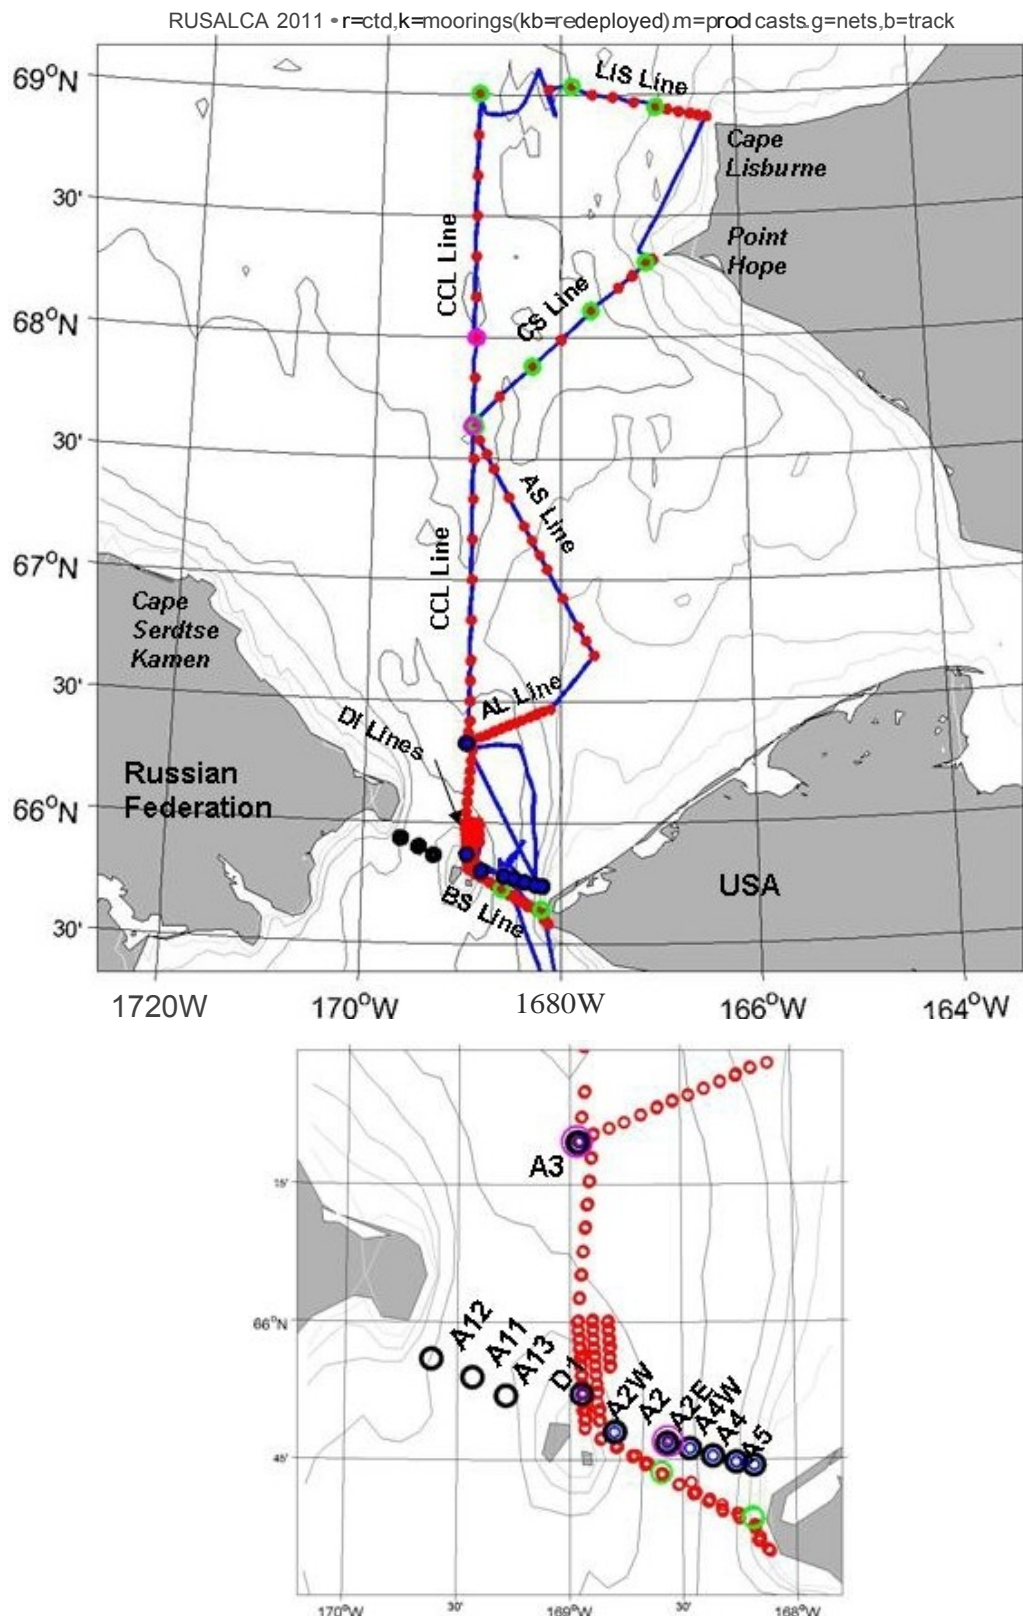 RUSALCA 2011 • r=ctd,k=moorings(kb=redeployed).m=prod casts.g=nets,b=track
69°N
LIS Line
Cape
Lisburne
30'
CCL Line
Point
Hope
CS Line
68°N
30'
AS Line
CCL Line
67°N
Cape
Serdtse
Kamen
30'
AL Line
DI Lines
Russian
Federation
66°N
USA
BS Line
30'
1720W
170°W
1680W
166°W
164°W
A3
15'
66°N
A12
A11
A13
D1
A2W
A2
A2E
A4W
A4
A5
45'
170°W
30'
169°W
30'
168°W